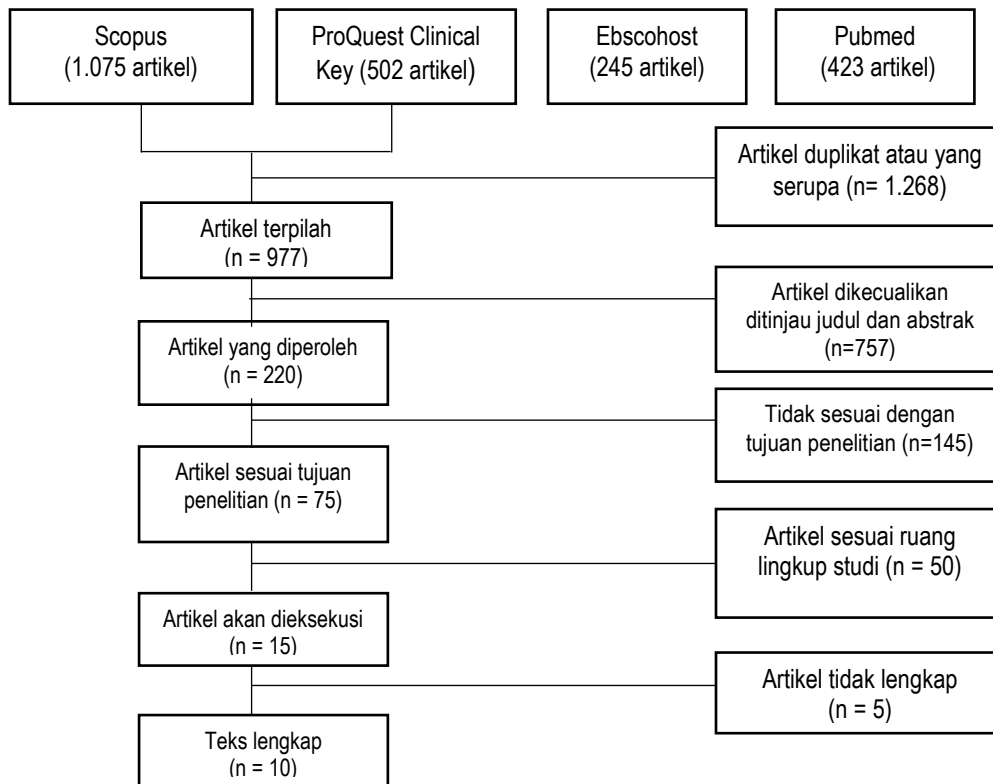 Scopus
(1.075 artikel)
ProQuest Clinical
Key (502 artikel)
Ebscohost
(245 artikel)
Pubmed
(423 artikel)
Artikel duplikat atau yang
serupa (n= 1.268)
Artikel terpilah
(n = 977)
Artikel dikecualikan
ditinjau judul dan abstrak
(n=757)
Artikel yang diperoleh
(n = 220)
Tidak sesuai dengan
tujuan penelitian (n=145)
Artikel sesuai tujuan
penelitian (n = 75)
Artikel sesuai ruang
lingkup studi (n = 50)
Artikel akan dieksekusi
(n = 15)
Artikel tidak lengkap
(n = 5)
Teks lengkap
(n = 10)